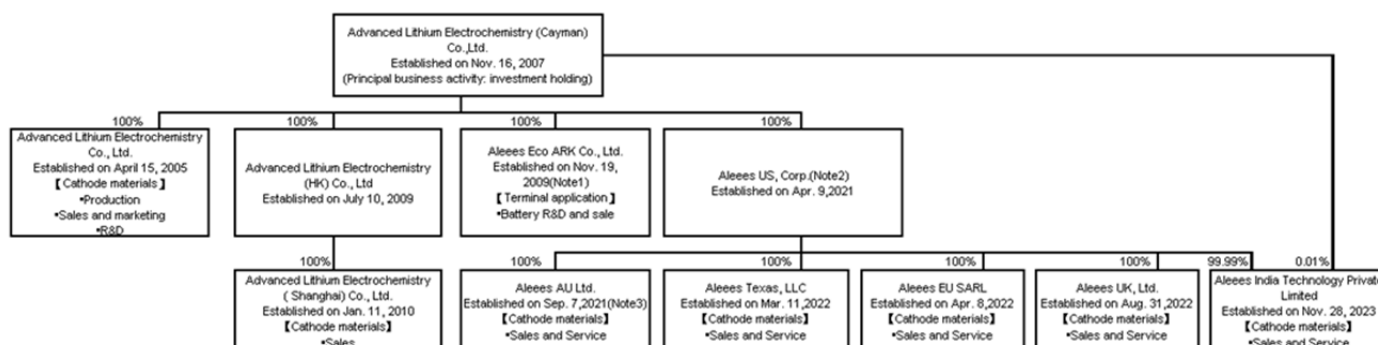 Advanced Lithium Electrochemistry (Cayman)
Co.,Ltd.
Established on Nov. 16, 2007
(Principal business activity: investment holding)
100%
100%
100%
100%
Advanced Lithium Electrochemistry
Co., Ltd.
Established on April 15, 2005
【Cathode materials】
•Production
•Sales and marketing
•R&D
Advanced Lithium Electrochemistry
(HK) Co., Ltd
Established on July 10, 2009
Aleees Eco ARK Co., Ltd.
Established on Nov. 19,
2009(Note1)
【Terminal application】
•Battery R&D and sale
Aleees US, Corp.(Note2)
Established on Apr. 9,2021
100%
100%
100%
100%
100%
99.99%
0.01%
Advanced Lithium Electrochemistry
( Shanghai) Co., Ltd.
Established on Jan. 11, 2010
【Cathode materials】
•Sales
Aleees AU Ltd.
Established on Sep. 7,2021(Note3)
【Cathode materials】
•Sales and Service
Aleees Texas, LLC
Established on Mar. 11,2022
【Cathode materials】
•Sales and Service
Aleees EU SARL
Established on Apr. 8,2022
【Cathode materials】
•Sales and Service
Aleees UK, Ltd.
Established on Aug. 31,2022
【Cathode materials】
•Sales and Service
Aleees India Technology Private
Limited
Established on Nov. 28, 2023
【Cathode materials】
•Sales and Service